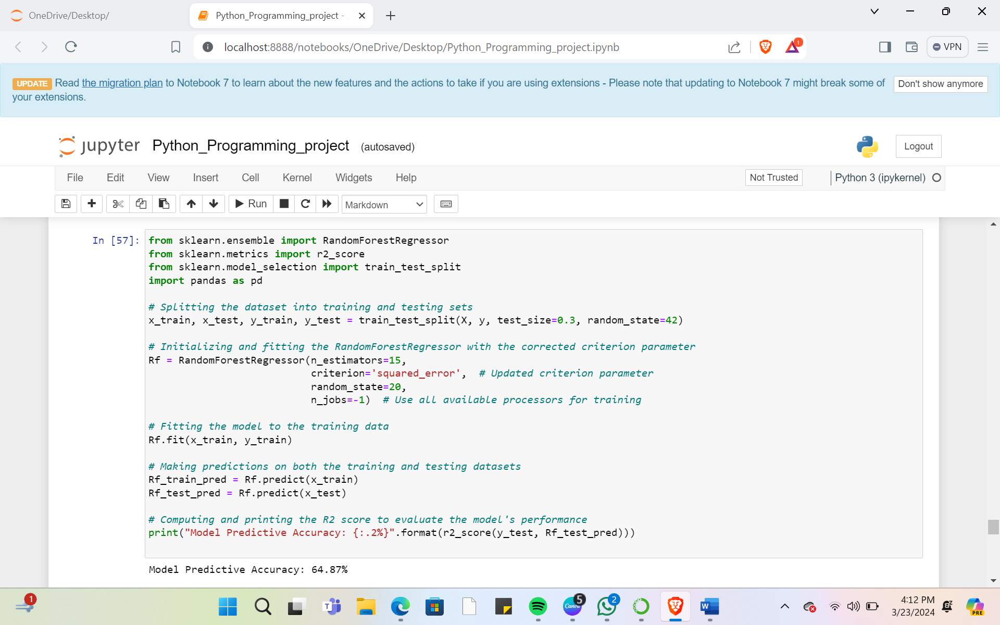 OneDrive/Desktop/
Python_Programming_project -
localhost:8888/notebooks/OneDrive/Desktop/Python_Programming_project.ipynb
1
VPN
UPDATE Read the migration plan to Notebook 7 to learn about the new features and the actions to take if you are using extensions - Please note that updating to Notebook 7 might break some of
your extensions.
Don't show anymore
jupyter Python_Programming_project (autosaved)
Logout
File Edit View Insert Cell Kernel Widgets Help
Not Trusted
Python 3 (ipykernel)
Run
Markdown
In [57]:
from sklearn.ensemble import RandomForestRegressor
from sklearn.metrics import r2_score
from sklearn.model_selection import train_test_split
import pandas as pd
# Splitting the dataset into training and testing sets
x_train, x_test, y_train, y_test = train_test_split(X, y, test_size=0.3, random_state=42)
# Initializing and fitting the RandomForestRegressor with the corrected criterion parameter
Rf = RandomForestRegressor(n_estimators=15,
criterion='squared_error',  # Updated criterion parameter
random_state=20,
n_jobs=-1)  # Use all available processors for training
# Fitting the model to the training data
Rf.fit(x_train, y_train)
# Making predictions on both the training and testing datasets
Rf_train_pred = Rf.predict(x_train)
Rf_test_pred = Rf.predict(x_test)
# Computing and printing the R2 score to evaluate the model's performance
print("Model Predictive Accuracy: {:.2%}".format(r2_score(y_test, Rf_test_pred)))
Model Predictive Accuracy: 64.87%
1
T
Canva
5
2
W
4:12 PM
3/23/2024
PRE